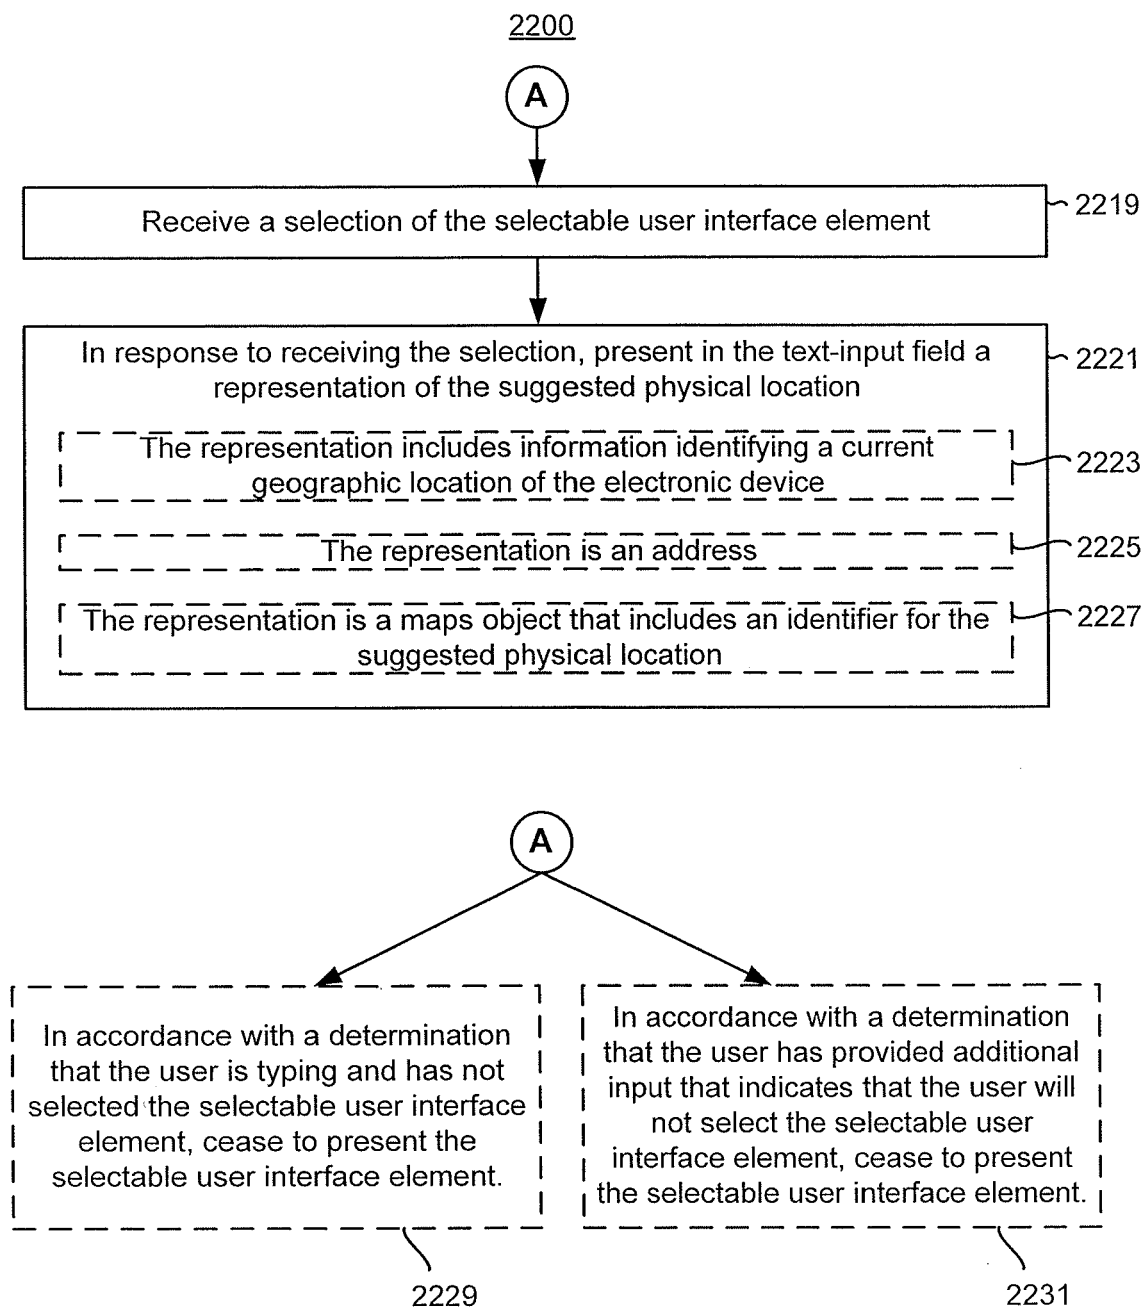 2200
A
Receive a selection of the selectable user interface element
2219
In response to receiving the selection, present in the text-input field a
representation of the suggested physical location
2221
The representation includes information identifying a current
geographic location of the electronic device
2223
The representation is an address
2225
The representation is a maps object that includes an identifier for the
suggested physical location
2227
A
In accordance with a determination
that the user is typing and has not
selected the selectable user interface
element, cease to present the
selectable user interface element.
2229
In accordance with a determination
that the user has provided additional
input that indicates that the user will
not select the selectable user
interface element, cease to present
the selectable user interface element.
2231